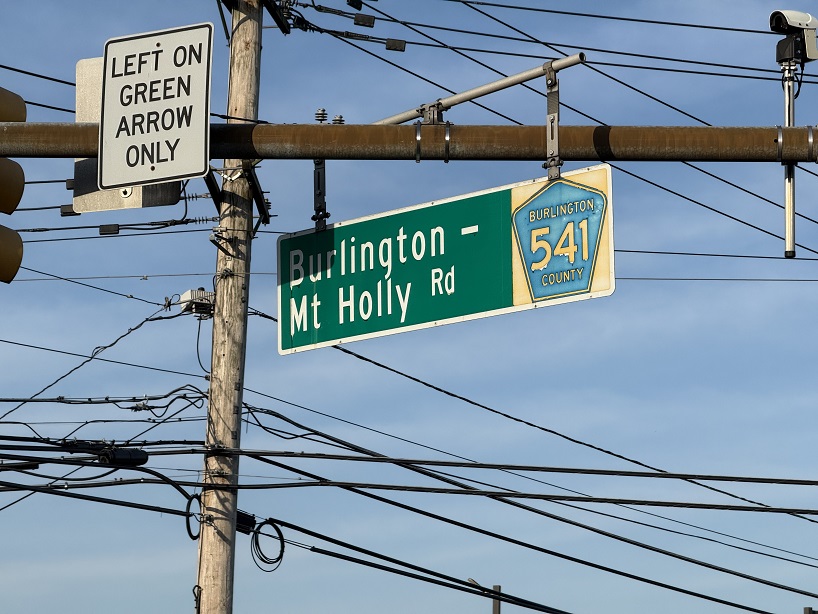 LEFT ON
GREEN
ARROW
ONLY
Burlington –
Mt Holly Rd
BURLINGTON
541
COUNTY